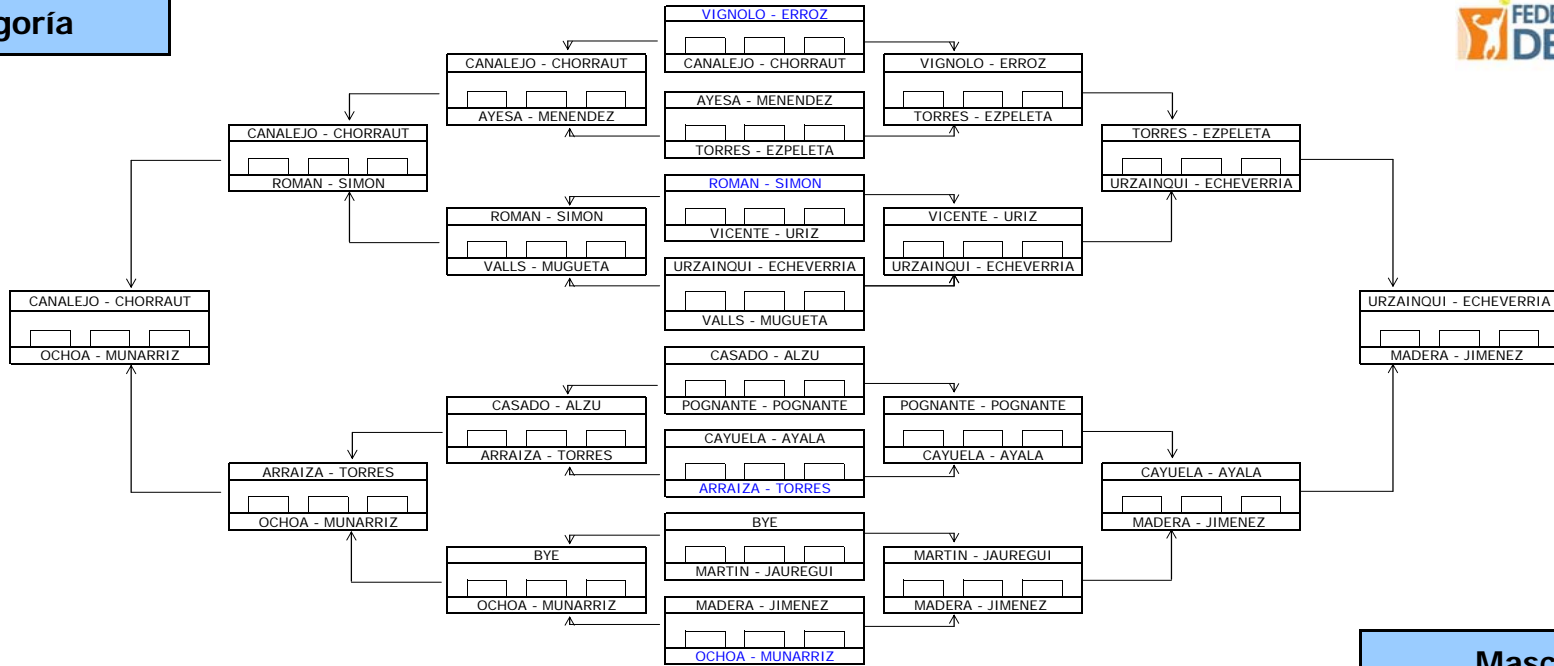 goría
FEDE
DE
VIGNOLO - ERROZ
CANALEJO - CHORRAUT
AYESA - MENENDEZ
TORRES - EZPELETA
ROMAN - SIMON
VICENTE - URIZ
URZAINQUI - ECHEVERRIA
VALLS - MUGUETA
CASADO - ALZU
POGNANTE - POGNANTE
CAYUELA - AYALA
ARRAIZA - TORRES
BYE
MARTIN - JAUREGUI
MADERA - JIMENEZ
OCHOA - MUNARRIZ
CANALEJO - CHORRAUT
AYESA - MENENDEZ
ROMAN - SIMON
VALLS - MUGUETA
CASADO - ALZU
ARRAIZA - TORRES
BYE
OCHOA - MUNARRIZ
CANALEJO - CHORRAUT
ROMAN - SIMON
ARRAIZA - TORRES
OCHOA - MUNARRIZ
CANALEJO - CHORRAUT
OCHOA - MUNARRIZ
VIGNOLO - ERROZ
TORRES - EZPELETA
VICENTE - URIZ
URZAINQUI - ECHEVERRIA
POGNANTE - POGNANTE
CAYUELA - AYALA
MARTIN - JAUREGUI
MADERA - JIMENEZ
TORRES - EZPELETA
URZAINQUI - ECHEVERRIA
CAYUELA - AYALA
MADERA - JIMENEZ
URZAINQUI - ECHEVERRIA
MADERA - JIMENEZ
Masc